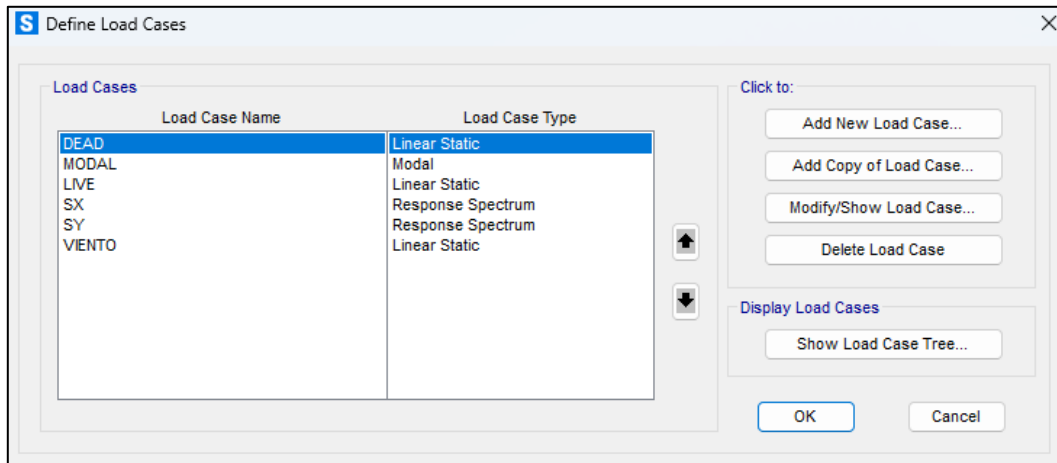 S Define Load Cases
Load Cases
Load Case Name Load Case Type
DEAD Linear Static
MODAL Modal
LIVE Linear Static
SX Response Spectrum
SY Response Spectrum
VIENTO Linear Static
Click to:
Add New Load Case...
Add Copy of Load Case...
Modify/Show Load Case...
Delete Load Case
Display Load Cases
Show Load Case Tree...
OK Cancel